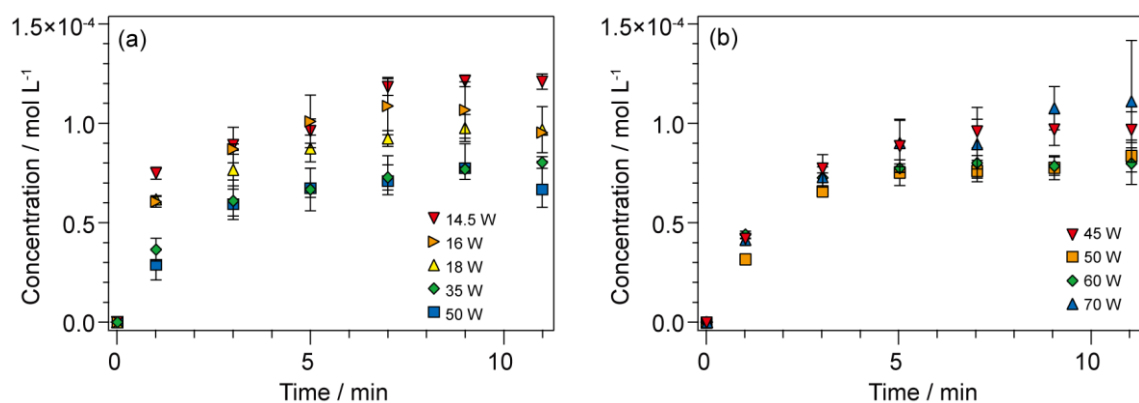 (a)
1.5×10⁻⁴
1.0
0.5
0.0
Concentration / mol L⁻¹
14.5 W
16 W
18 W
35 W
50 W
0
5
10
Time / min
(b)
1.5×10⁻⁴
1.0
0.5
0.0
Concentration / mol L⁻¹
45 W
50 W
60 W
70 W
0
5
10
Time / min